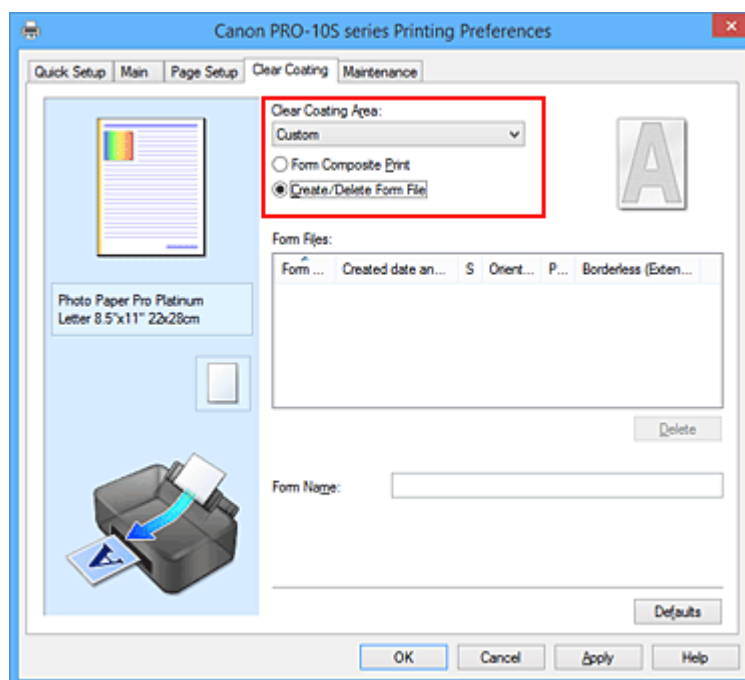 Canon PRO-10S series Printing Preferences
Quick Setup Main Page Setup Clear Coating Maintenance
Clear Coating Area:
Custom
Form Composite Print
Create/Delete Form File
A
Form Files:
Form ... Created date an... S Orient... P... Borderless (Exten...
Photo Paper Pro Platinum
Letter 8.5"x11" 22x28cm
Delete
Form Name:
A
Defaults
OK Cancel Apply Help